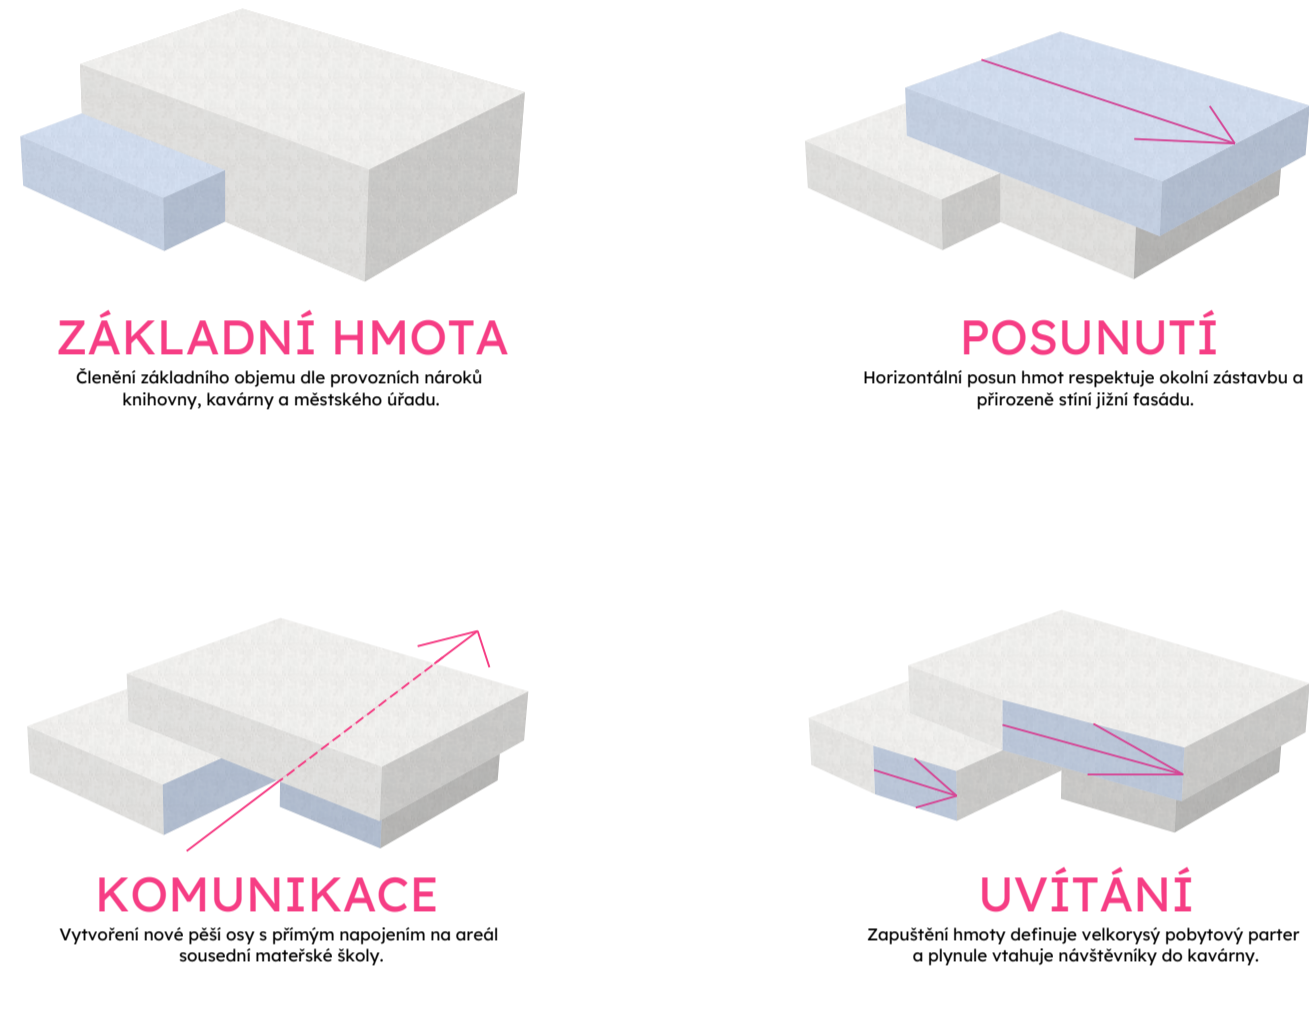 ZÁKLADNÍ HMOTA
Členění základního objemu dle provozních nároků
knihovny, kavárny a městského úřadu.
POSUNUTÍ
Horizontální posun hmot respektuje okolní zástavbu a
přirozeně stíní jižní fasádu.
KOMUNIKACE
Vytvoření nové pěší osy s přímým napojením na areál
sousední mateřské školy.
UVÍTÁNÍ
Zapuštění hmoty definuje velkorysý pobytový parter
a plynule vtahuje návštěvníky do kavárny.